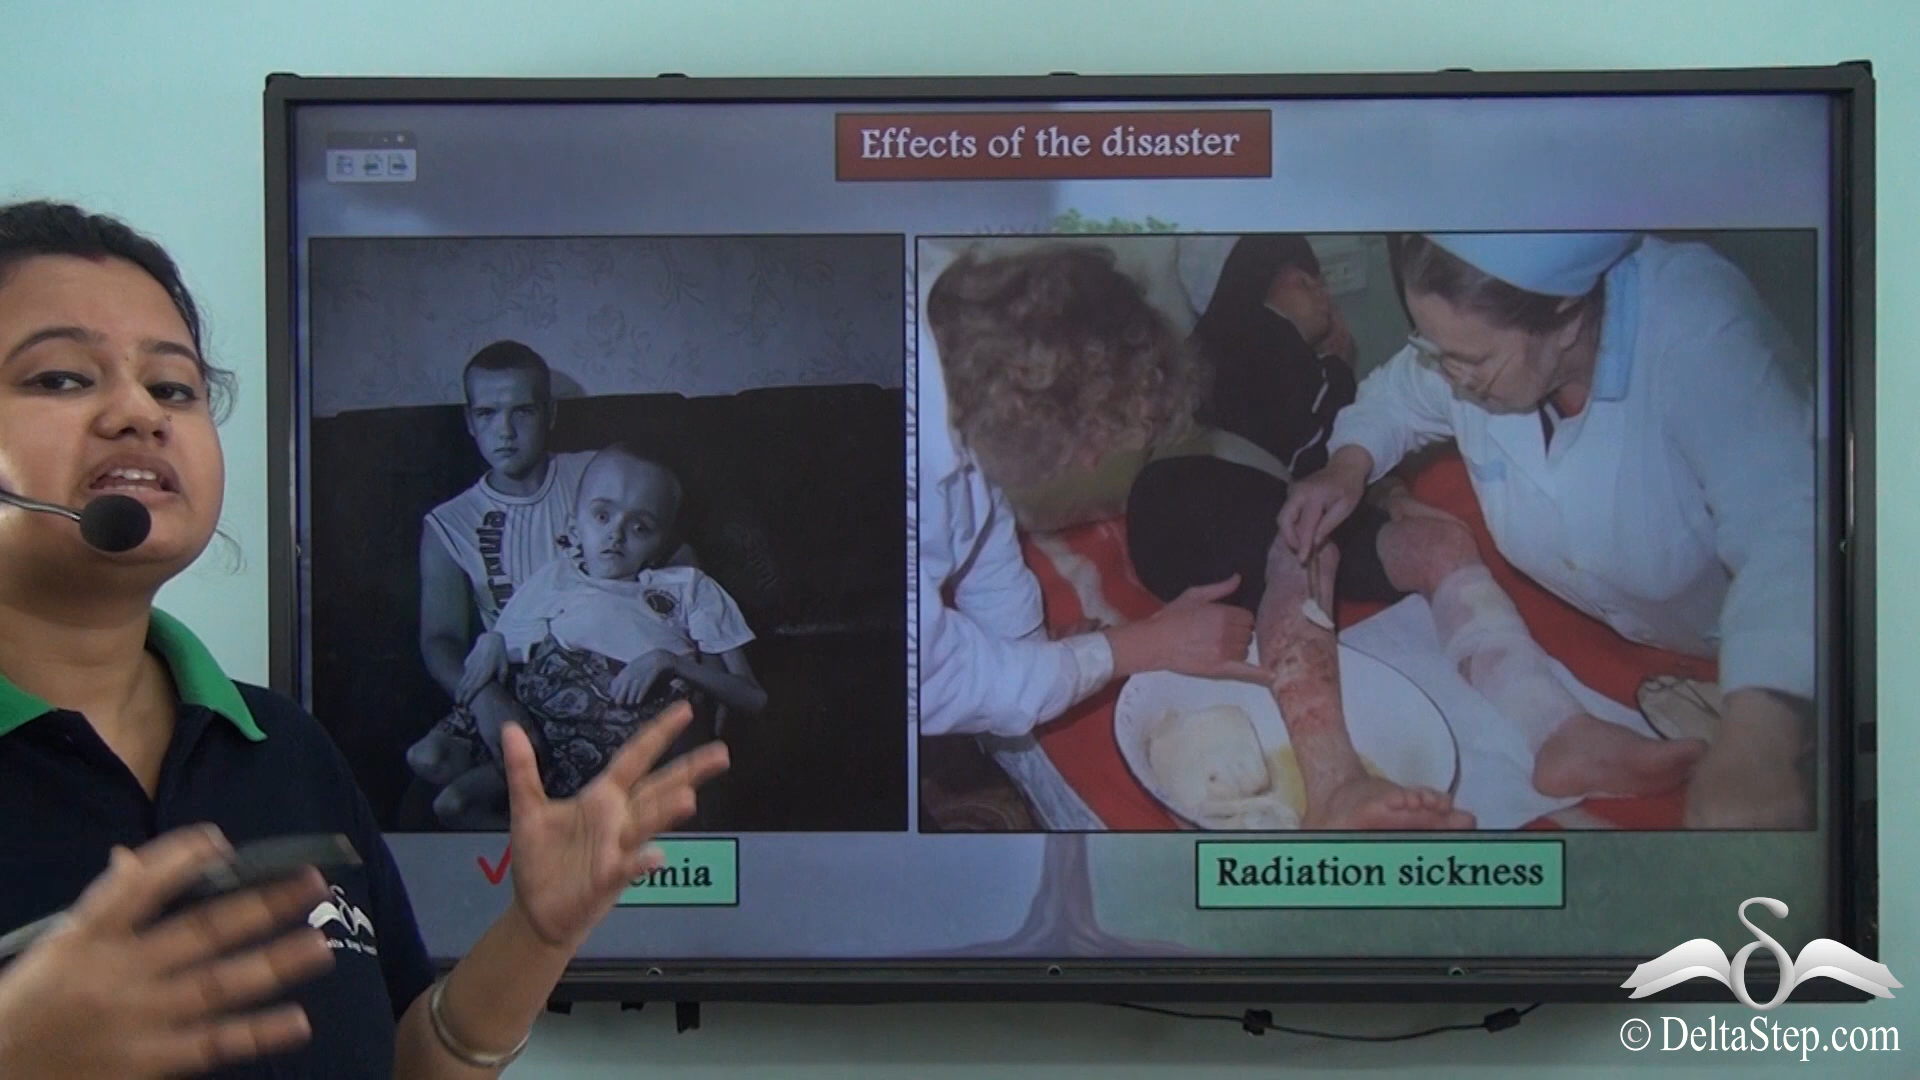 Effects of the disaster
emia
Radiation sickness
© DeltaStep.com